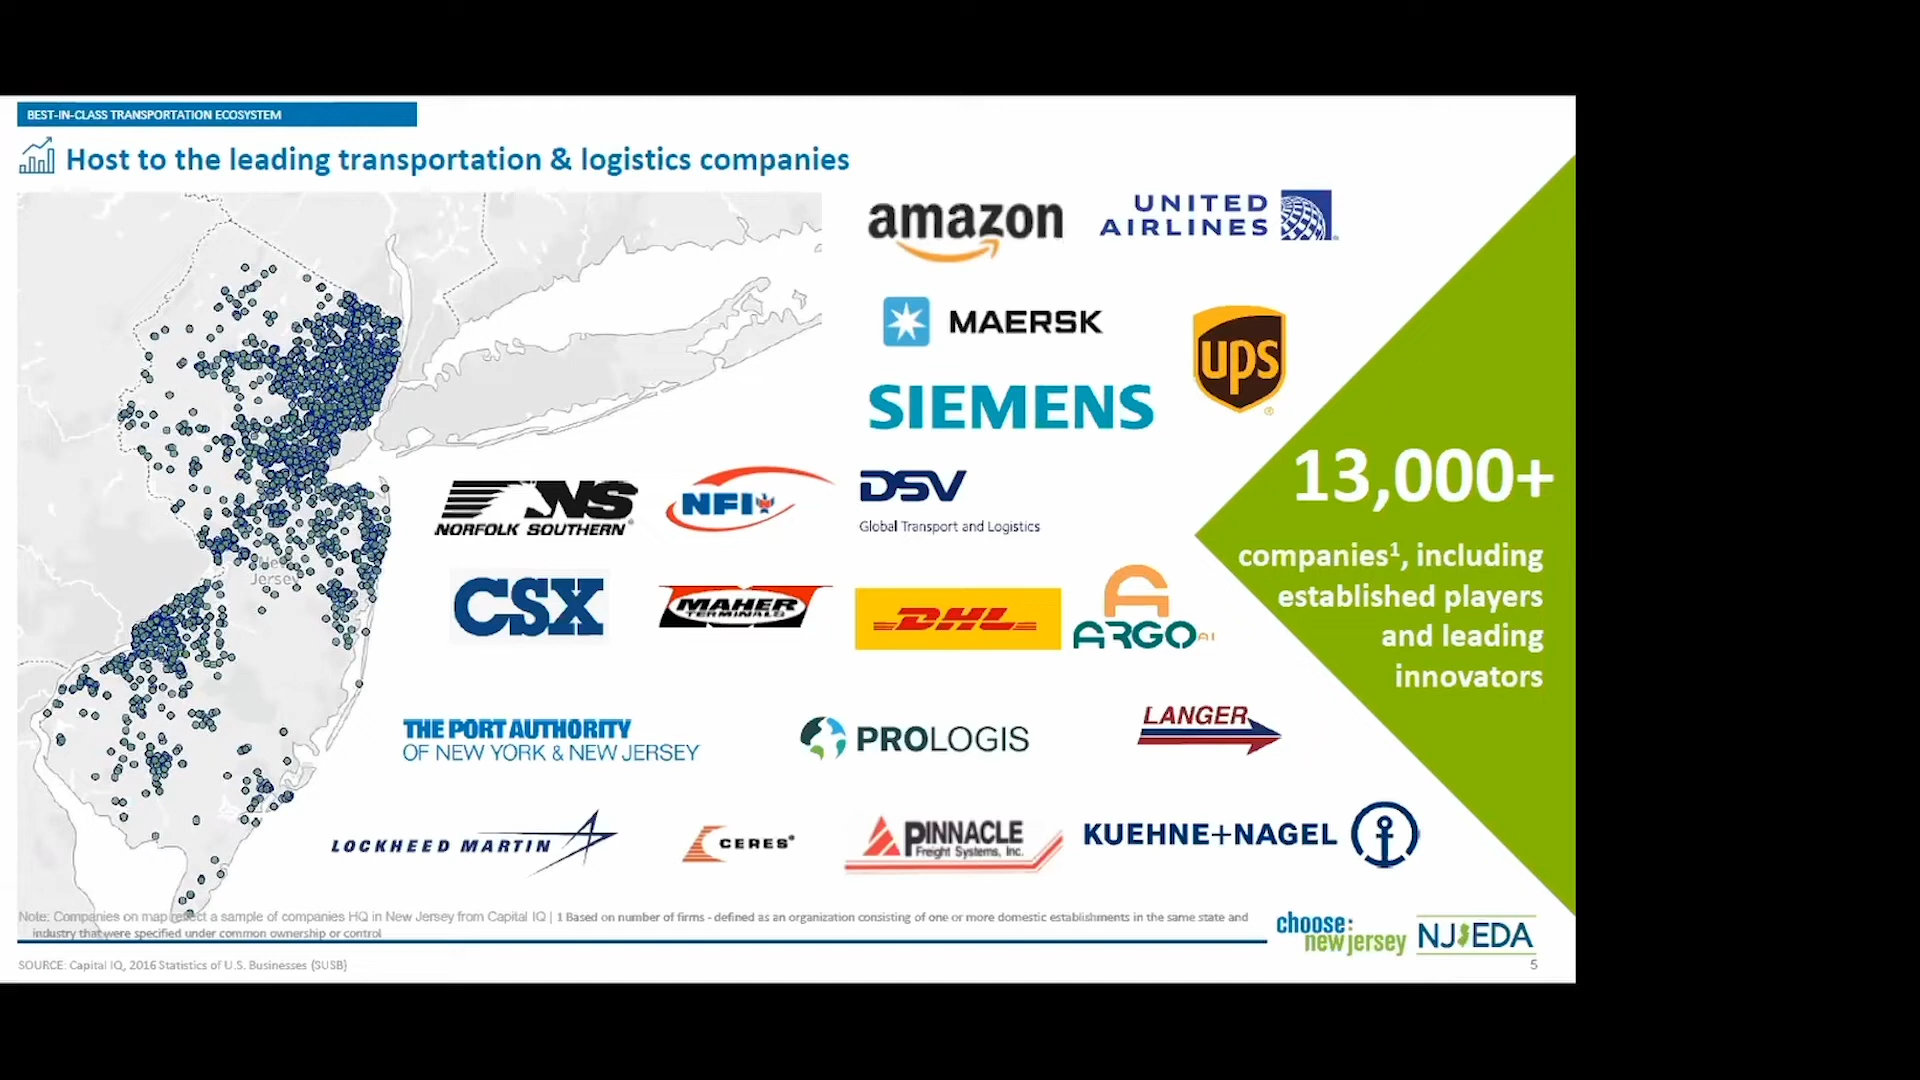 BEST-IN-CLASS TRANSPORTATION ECOSYSTEM
Host to the leading transportation & logistics companies
amazon
UNITED
AIRLINES
MAERSK
ups
SIEMENS
13,000+
companies¹, including
established players
and leading
innovators
NS
NORFOLK SOUTHERN
NFI
DSV
Global Transport and Logistics
New
Jersey
CSX
MAHER
TERMINALS
DHL
ARGO AI
THE PORT AUTHORITY
OF NEW YORK & NEW JERSEY
PROLOGIS
LANGER
LOCKHEED MARTIN
CERES
PINNACLE
Freight Systems, Inc.
KUEHNE+NAGEL
Note: Companies on map reflect a sample of companies HQ in New Jersey from Capital IQ | 1 Based on number of firms - defined as an organization consisting of one or more domestic establishments in the same state and
industry that were specified under common ownership or control
choose:
new jersey
NJEDA
SOURCE: Capital IQ, 2016 Statistics of U.S. Businesses (SUSB)
5